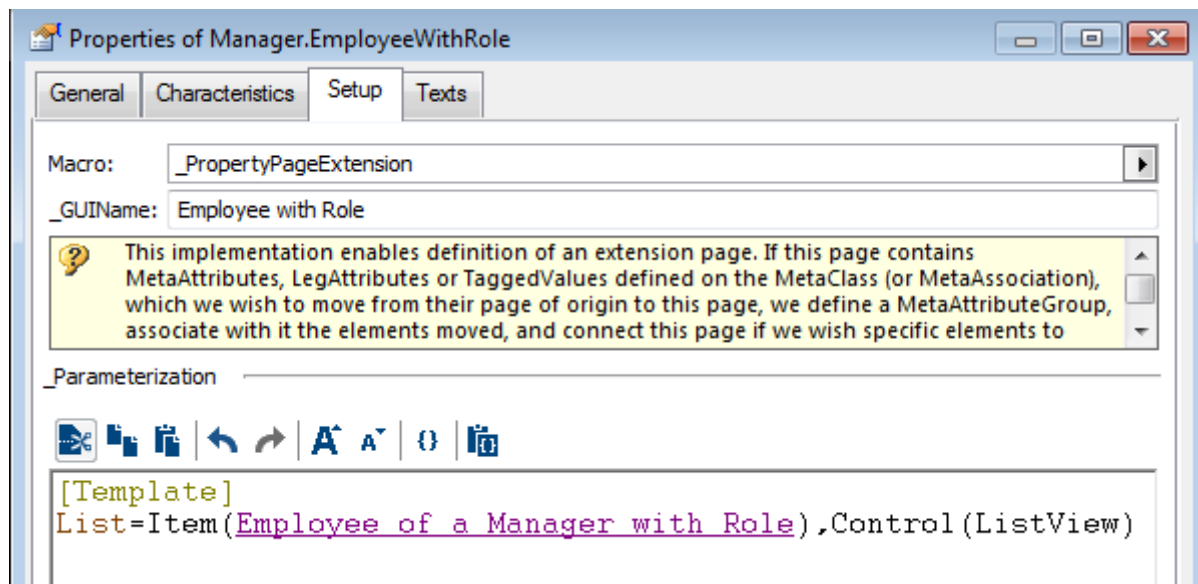 Properties of Manager.EmployeeWithRole
General Characteristics Setup Texts
Macro: _PropertyPageExtension
_GUIName: Employee with Role
This implementation enables definition of an extension page. If this page contains
MetaAttributes, LegAttributes or TaggedValues defined on the MetaClass (or MetaAssociation),
which we wish to move from their page of origin to this page, we define a MetaAttributeGroup,
associate with it the elements moved, and connect this page if we wish specific elements to
_Parameterization
A A {}
[Template]
List=Item(Employee of a Manager with Role),Control(ListView)